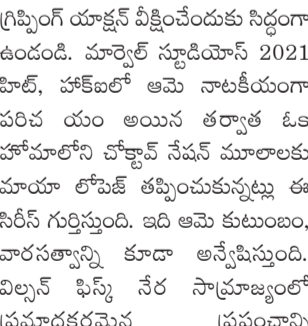 గ్రిప్పింగ్ యాక్షన్ వీక్షించేందుకు సిద్ధంగా
ఉండండి. మార్వెల్ స్టూడియోస్ 2021
హిట్, హాక్ఐలో ఆమె నాటకీయంగా
పరిచ యం అయిన తర్వాత ఓక
హోమాలోని చోక్టావ్ నేషన్ మూలాలకు
మాయా లోపెజ్ తప్పించుకున్నట్లు ఈ
సిరీస్ గుర్తిస్తుంది. ఇది ఆమె కుటుంబం,
వారసత్వాన్ని కూడా అన్వేషిస్తుంది.
విల్సన్ ఫిస్క్ నేర సామ్రాజ్యంలో
ప్రమాదకరమైన ప్రపంచాన్ని